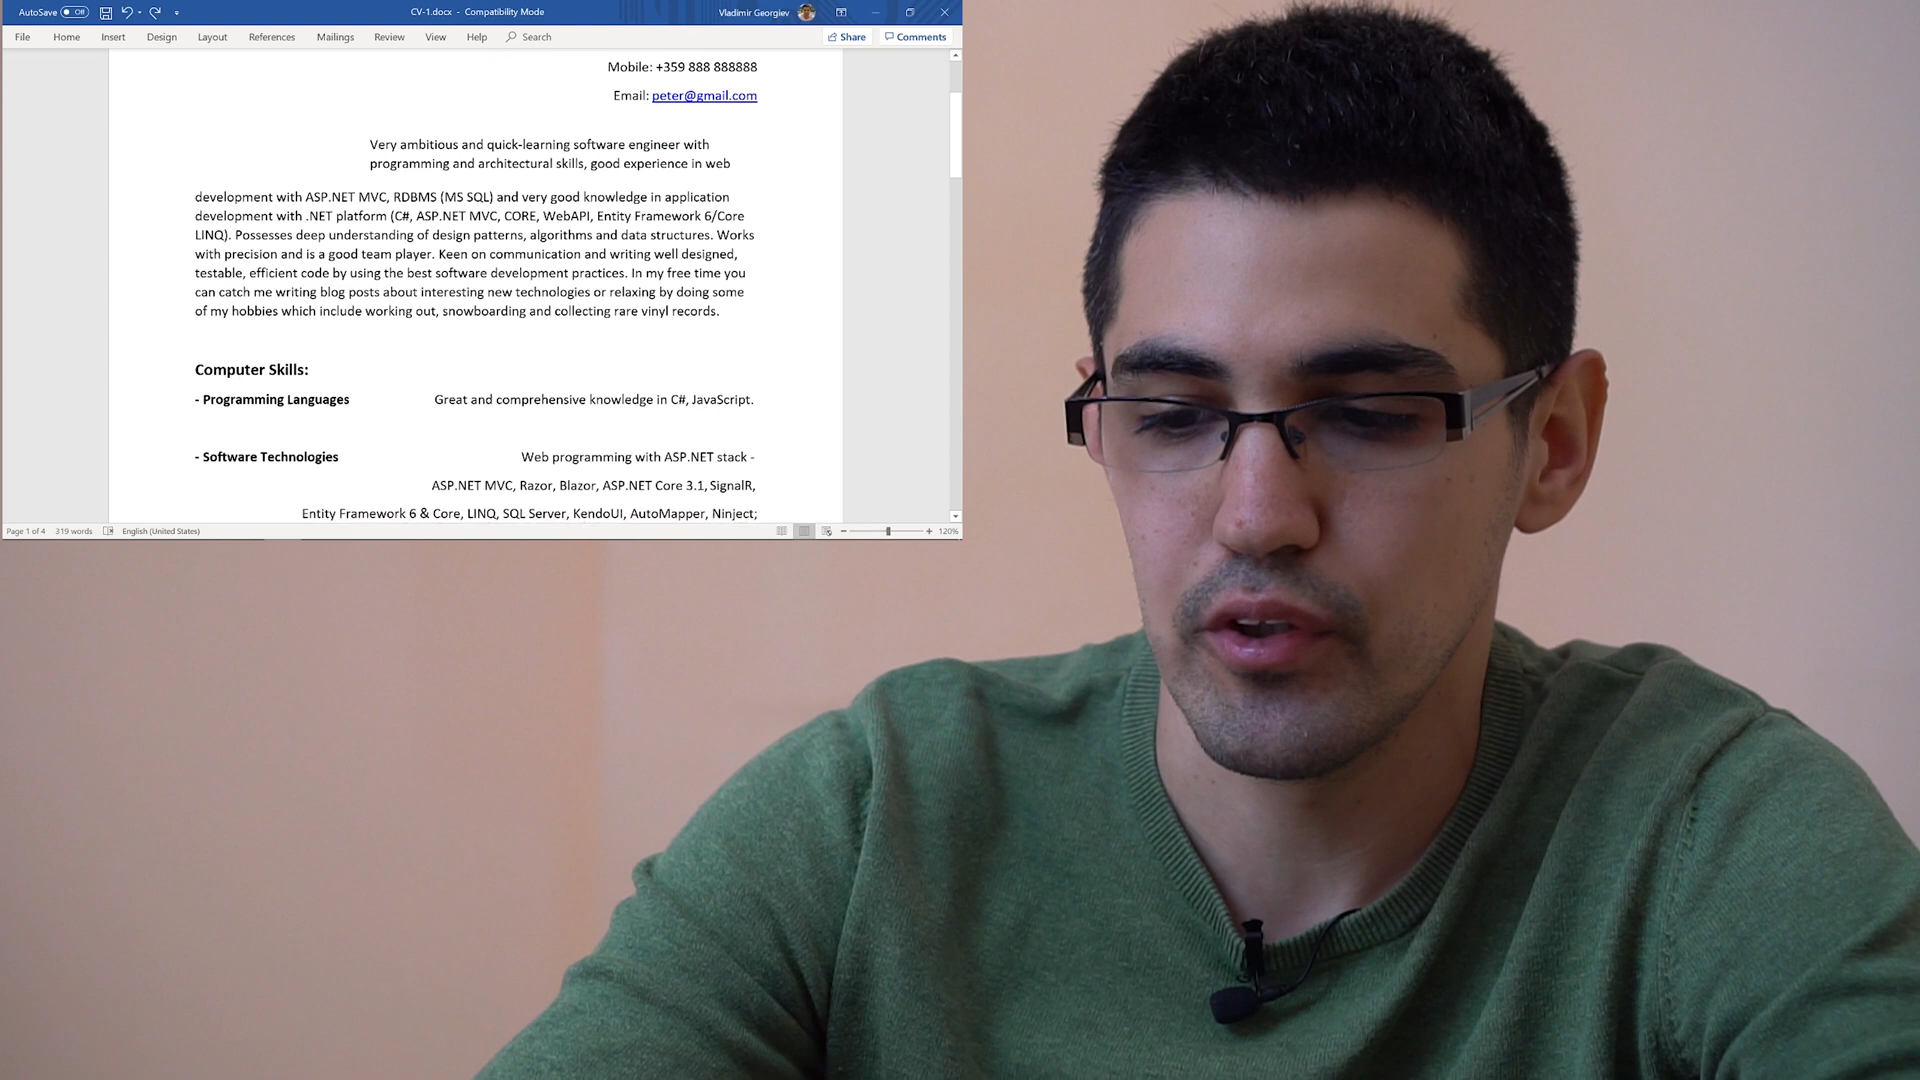 AutoSave Off CV-1.docx - Compatibility Mode Vladimir Georgiev
File Home Insert Design Layout References Mailings Review View Help Search Share Comments
Mobile: +359 888 888888
Email: peter@gmail.com
Very ambitious and quick-learning software engineer with
programming and architectural skills, good experience in web
development with ASP.NET MVC, RDBMS (MS SQL) and very good knowledge in application
development with .NET platform (C#, ASP.NET MVC, CORE, WebAPI, Entity Framework 6/Core
LINQ). Possesses deep understanding of design patterns, algorithms and data structures. Works
with precision and is a good team player. Keen on communication and writing well designed,
testable, efficient code by using the best software development practices. In my free time you
can catch me writing blog posts about interesting new technologies or relaxing by doing some
of my hobbies which include working out, snowboarding and collecting rare vinyl records.
Computer Skills:
- Programming Languages Great and comprehensive knowledge in C#, JavaScript.
- Software Technologies Web programming with ASP.NET stack -
ASP.NET MVC, Razor, Blazor, ASP.NET Core 3.1, SignalR,
Entity Framework 6 & Core, LINQ, SQL Server, KendoUI, AutoMapper, Ninject;
Page 1 of 4 319 words English (United States) 120%